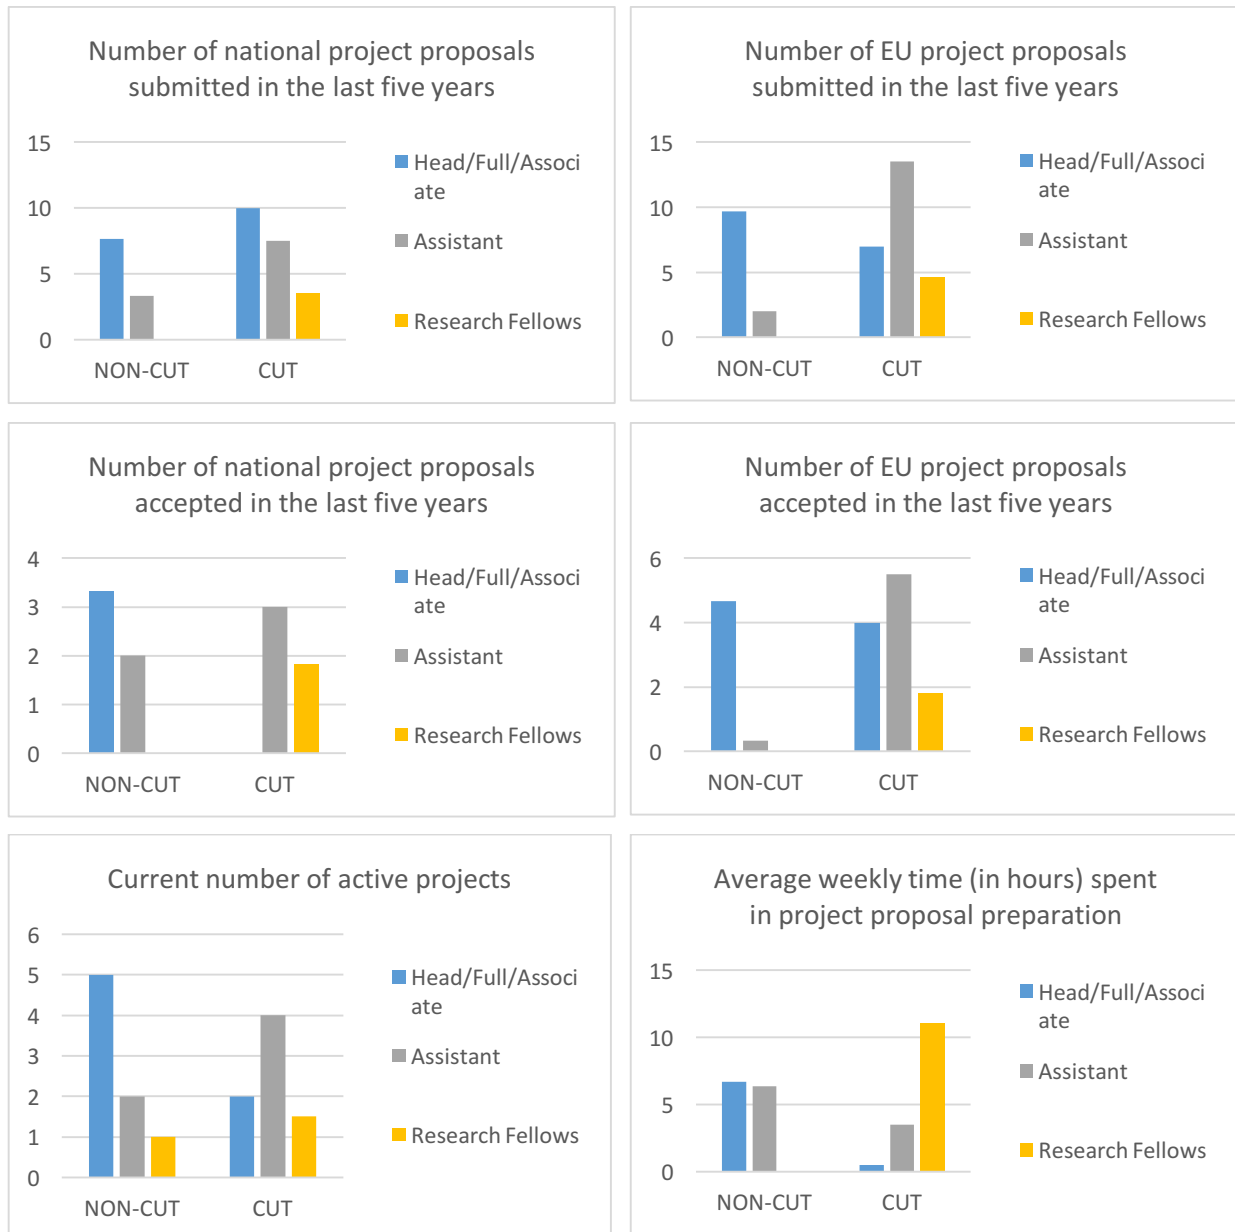 Number of national project proposals
submitted in the last five years
15
10
5
0
NON-CUT
CUT
Head/Full/Associ
ate
Assistant
Research Fellows
Number of EU project proposals
submitted in the last five years
15
10
5
0
NON-CUT
CUT
Head/Full/Associ
ate
Assistant
Research Fellows
Number of national project proposals
accepted in the last five years
4
3
2
1
0
NON-CUT
CUT
Head/Full/Associ
ate
Assistant
Research Fellows
Number of EU project proposals
accepted in the last five years
6
4
2
0
NON-CUT
CUT
Head/Full/Associ
ate
Assistant
Research Fellows
Current number of active projects
6
5
4
3
2
1
0
NON-CUT
CUT
Head/Full/Associ
ate
Assistant
Research Fellows
Average weekly time (in hours) spent
in project proposal preparation
15
10
5
0
NON-CUT
CUT
Head/Full/Associ
ate
Assistant
Research Fellows